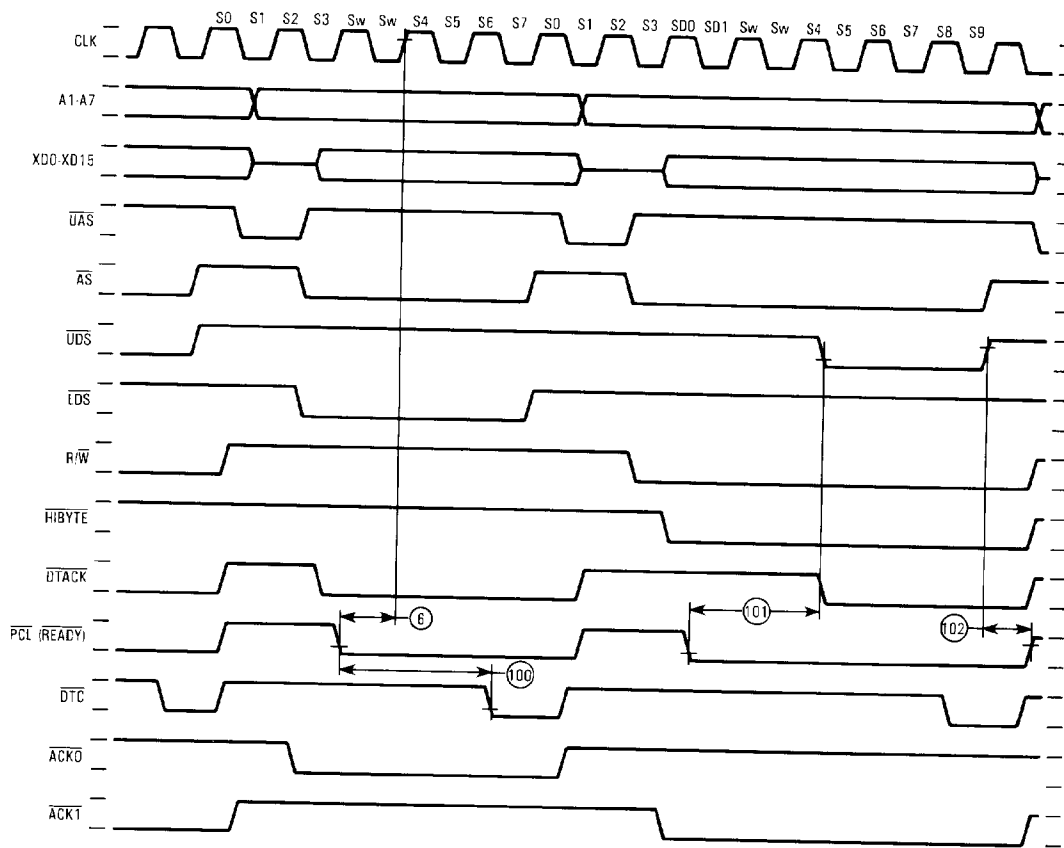 S0 S1 S2 S3 Sw Sw S4 S5 S6 S7 S0 S1 S2 S3 SD0 SD1 Sw Sw S4 S5 S6 S7 S8 S9
CLK
A1-A7
XD0-XD15
UAS
AS
UDS
LDS
R/W
HIBYTE
DTACK
6
101
PCL (READY)
102
100
DTC
ACK0
ACK1